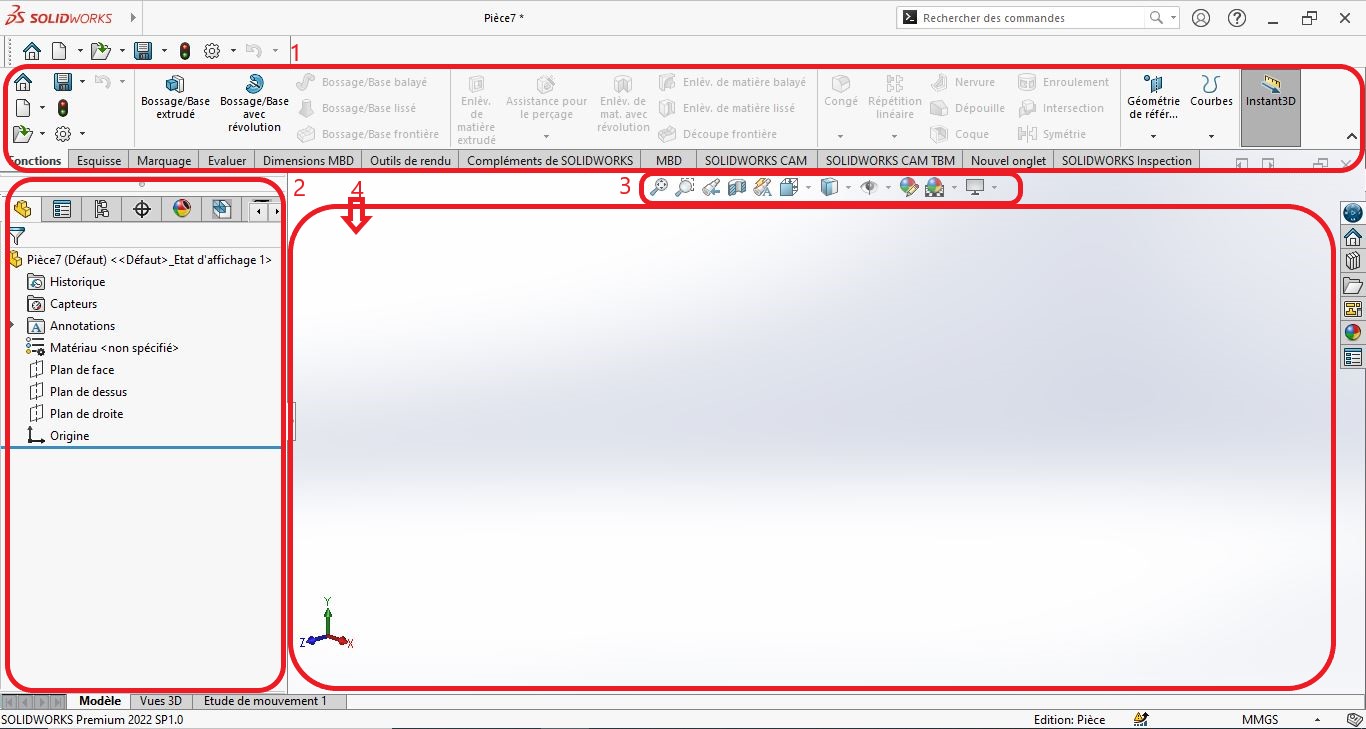 SOLIDWORKS
Pièce7 *
Rechercher des commandes
1
Bossage/Base
extrudé
Bossage/Base
avec
révolution
Bossage/Base balayé
Bossage/Base lissé
Bossage/Base frontière
Enlèv.
de
matière
extrudé
Assistance pour
le perçage
Enlèv. de
mat. avec
révolution
Enlèv. de matière balayé
Enlèv. de matière lissé
Découpe frontière
Congé
Répétition
linéaire
Nervure
Dépouille
Coque
Enroulement
Intersection
Symétrie
Géométrie
de référ...
Courbes
Instant3D
Fonctions
Esquisse
Marquage
Evaluer
Dimensions MBD
Outils de rendu
Compléments de SOLIDWORKS
MBD
SOLIDWORKS CAM
SOLIDWORKS CAM TBM
Nouvel onglet
SOLIDWORKS Inspection
2
4
3
Pièce7 (Défaut) <<Défaut>_Etat d'affichage 1>
Historique
Capteurs
A Annotations
Matériau <non spécifié>
Plan de face
Plan de dessus
Plan de droite
Origine
Y
Z
X
Modèle
Vues 3D
Etude de mouvement 1
SOLIDWORKS Premium 2022 SP1.0
Edition: Pièce
MMGS